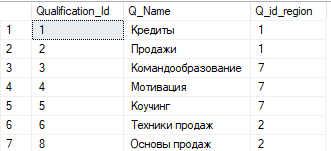 Qualification_Id Q_Name Q_id_region
1 1 Кредиты 1
2 2 Продажи 1
3 3 Командообразование 7
4 4 Мотивация 7
5 5 Коучинг 7
6 6 Техники продаж 2
7 8 Основы продаж 2